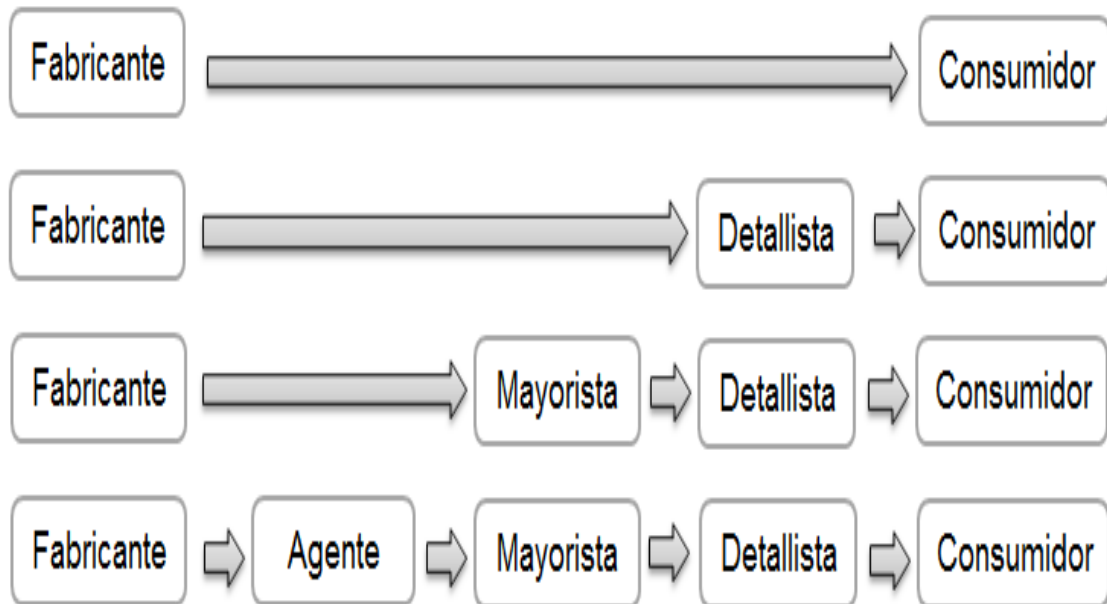 Fabricante Consumidor
Fabricante Detallista Consumidor
Fabricante Mayorista Detallista Consumidor
Fabricante Agente Mayorista Detallista Consumidor